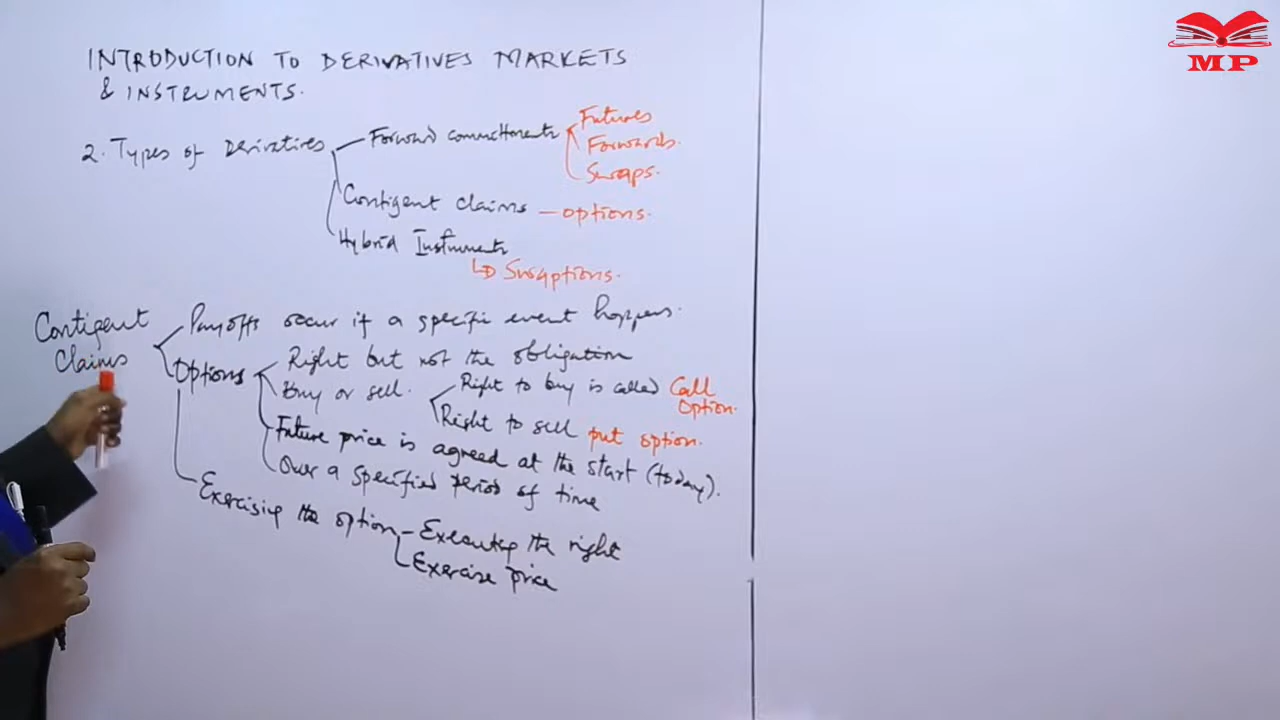 MP
INTRODUCTION TO DERIVATIVES MARKETS
& INSTRUMENTS.
2. Types of Derivatives
Forward commitments
Futures
Forwards.
Swaps.
Contigent claims - options.
Hybrid Instruments
Swaptions.
Contigent
Claims
Payoffs occur if a specific event happens.
Options
Right but not the obligation
Buy or sell.
Right to buy is called Call
Option.
Right to sell put option.
Future price is agreed at the start (today).
Over a specified period of time
Exercising the option - Executing the right
Exercise price